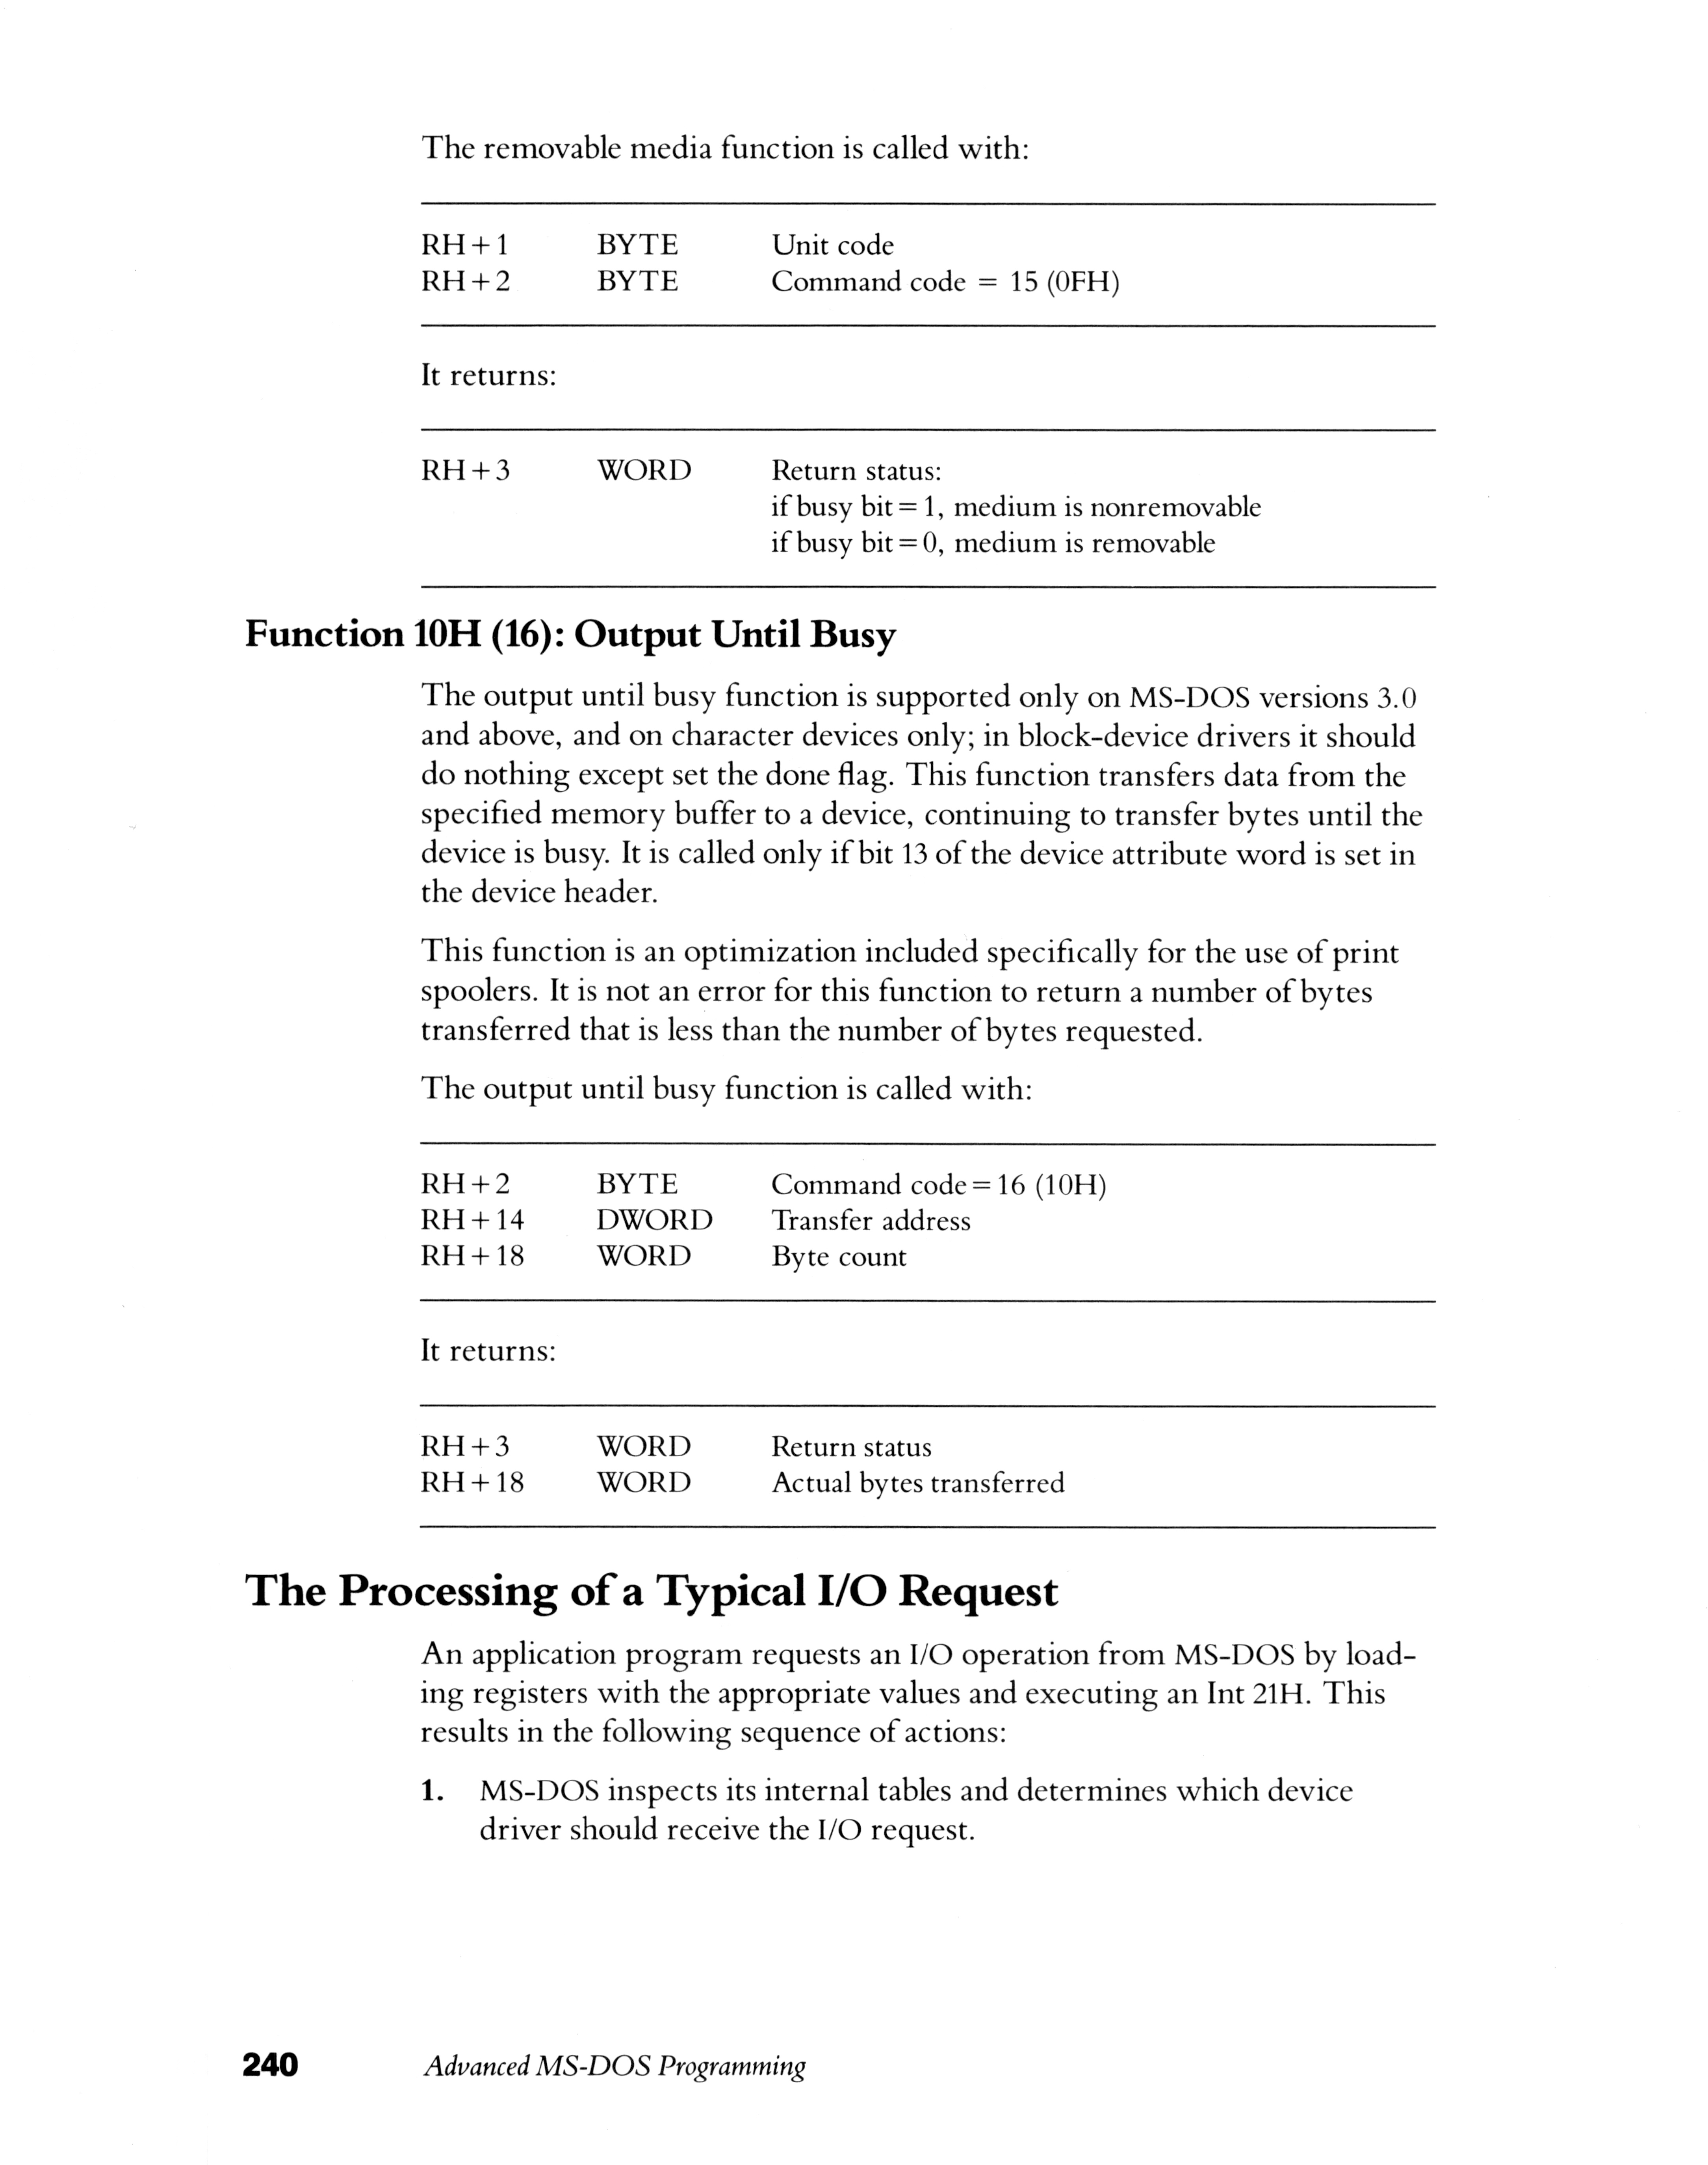 The removable media function is called with:
RH+1 BYTE Unit code
RH+2 BYTE Command code = 15 (0FH)
It returns:
RH+3 WORD Return status:
if busy bit=1, medium is nonremovable
if busy bit=0, medium is removable
Function 10H (16): Output Until Busy
The output until busy function is supported only on MS-DOS versions 3.0
and above, and on character devices only; in block-device drivers it should
do nothing except set the done flag. This function transfers data from the
specified memory buffer to a device, continuing to transfer bytes until the
device is busy. It is called only if bit 13 of the device attribute word is set in
the device header.
This function is an optimization included specifically for the use of print
spoolers. It is not an error for this function to return a number of bytes
transferred that is less than the number of bytes requested.
The output until busy function is called with:
RH+2 BYTE Command code=16 (10H)
RH+14 DWORD Transfer address
RH+18 WORD Byte count
It returns:
RH+3 WORD Return status
RH+18 WORD Actual bytes transferred
The Processing of a Typical I/O Request
An application program requests an I/O operation from MS-DOS by load-
ing registers with the appropriate values and executing an Int 21H. This
results in the following sequence of actions:
1. MS-DOS inspects its internal tables and determines which device
driver should receive the I/O request.
240 Advanced MS-DOS Programming